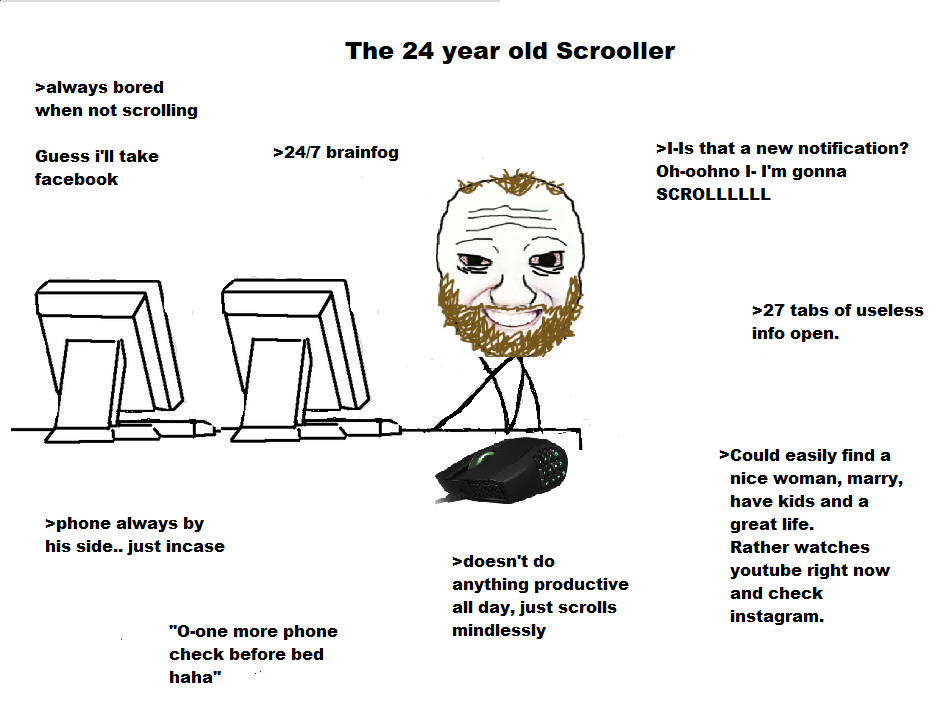 The 24 year old Scrooller
>always bored
when not scrolling
Guess i'll take
facebook
>24/7 brainfog
>I-Is that a new notification?
Oh-oohno I- I'm gonna
SCROLLLLLL
>27 tabs of useless
info open.
>Could easily find a
nice woman, marry,
have kids and a
great life.
Rather watches
youtube right now
and check
instagram.
>phone always by
his side.. just incase
>doesn't do
anything productive
all day, just scrolls
mindlessly
"O-one more phone
check before bed
haha"